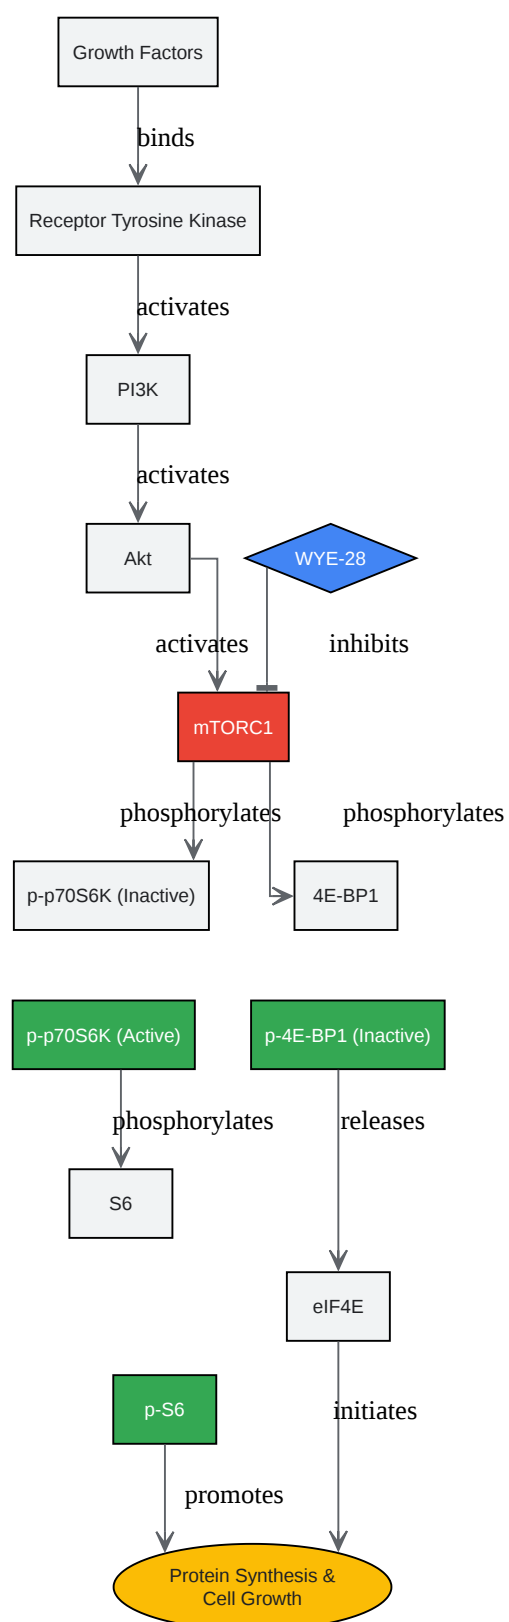 Growth Factors
binds
Receptor Tyrosine Kinase
activates
PI3K
activates
Akt
WYE-28
activates
inhibits
mTORC1
phosphorylates
phosphorylates
p-p70S6K (Inactive)
4E-BP1
p-p70S6K (Active)
p-4E-BP1 (Inactive)
phosphorylates
releases
S6
eIF4E
p-S6
initiates
promotes
Protein Synthesis &
Cell Growth